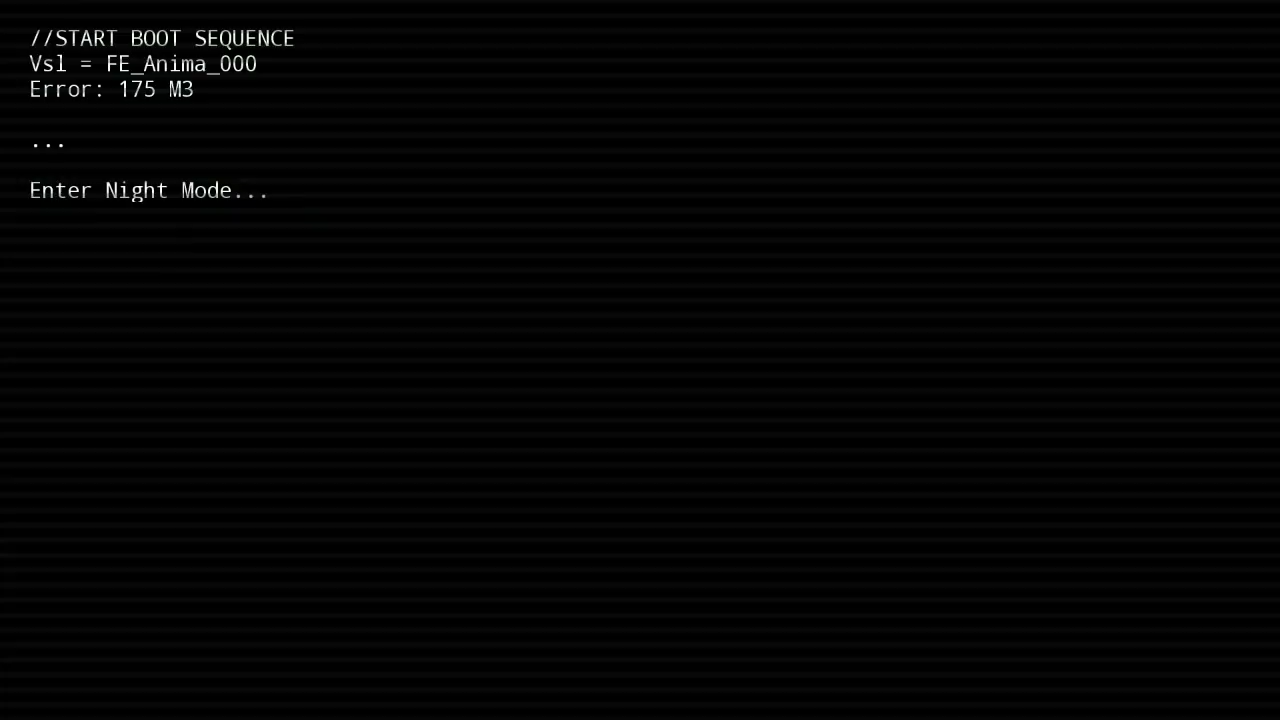 //START BOOT SEQUENCE
Vsl = FE_Anima_000
Error: 175 M3
...
Enter Night Mode...